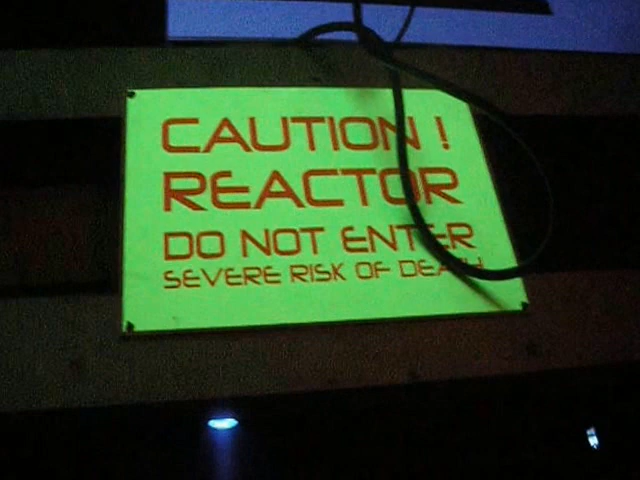 CAUTION !
REACTOR
DO NOT ENTER
SEVERE RISK OF DEATH